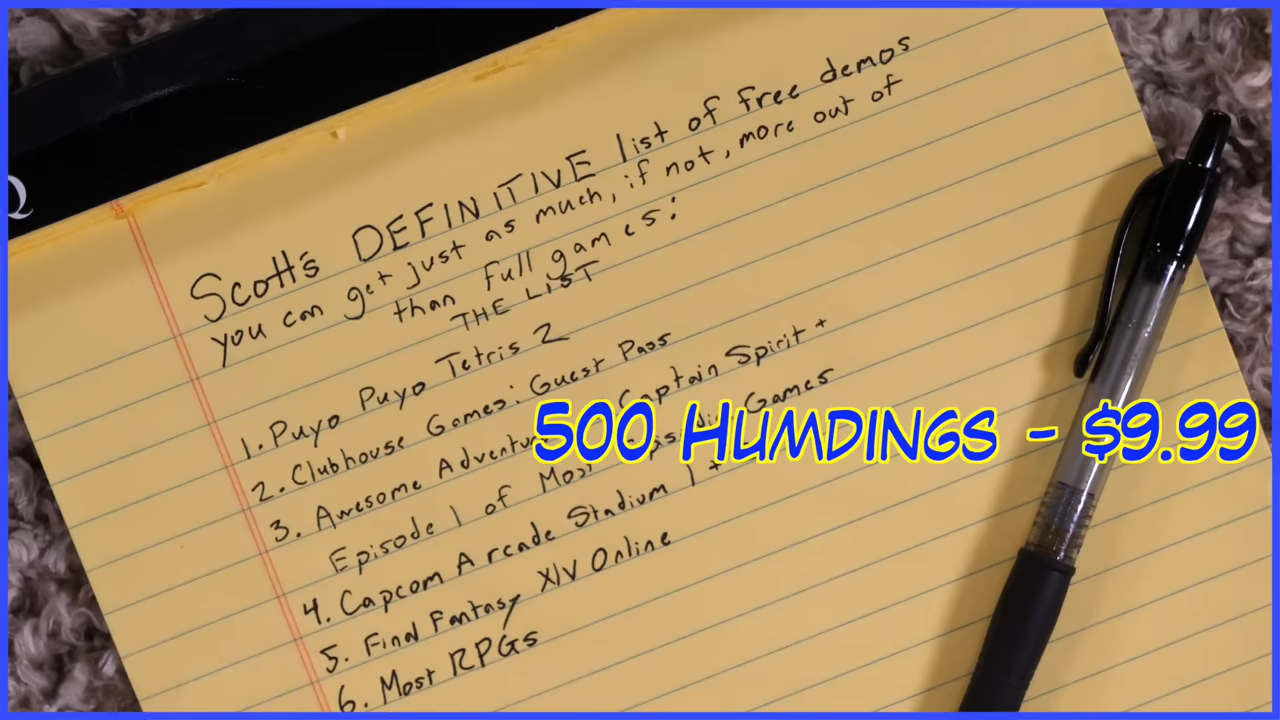 Q
Scott's DEFINITIVE list of free demos
you can get just as much, if not, more out of
than full games:
THE LIST
1. Puyo Puyo Tetris 2
2. Clubhouse Games: Guest Pass
3. Awesome Adventures Captain Spirit +
Episode 1 of Most Episodic Games
4. Capcom Arcade Stadium 1 +
5. Final Fantasy XIV Online
6. Most RPGs
500 HUMDINGS - $9.99